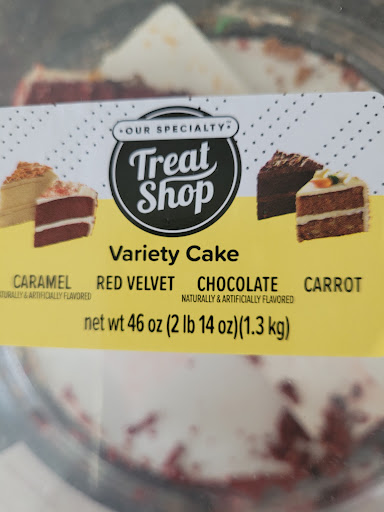 OUR SPECIALTY™
Treat
Shop
Variety Cake
CARAMEL RED VELVET CHOCOLATE CARROT
NATURALLY & ARTIFICIALLY FLAVORED NATURALLY & ARTIFICIALLY FLAVORED
net wt 46 oz (2 lb 14 oz)(1.3 kg)